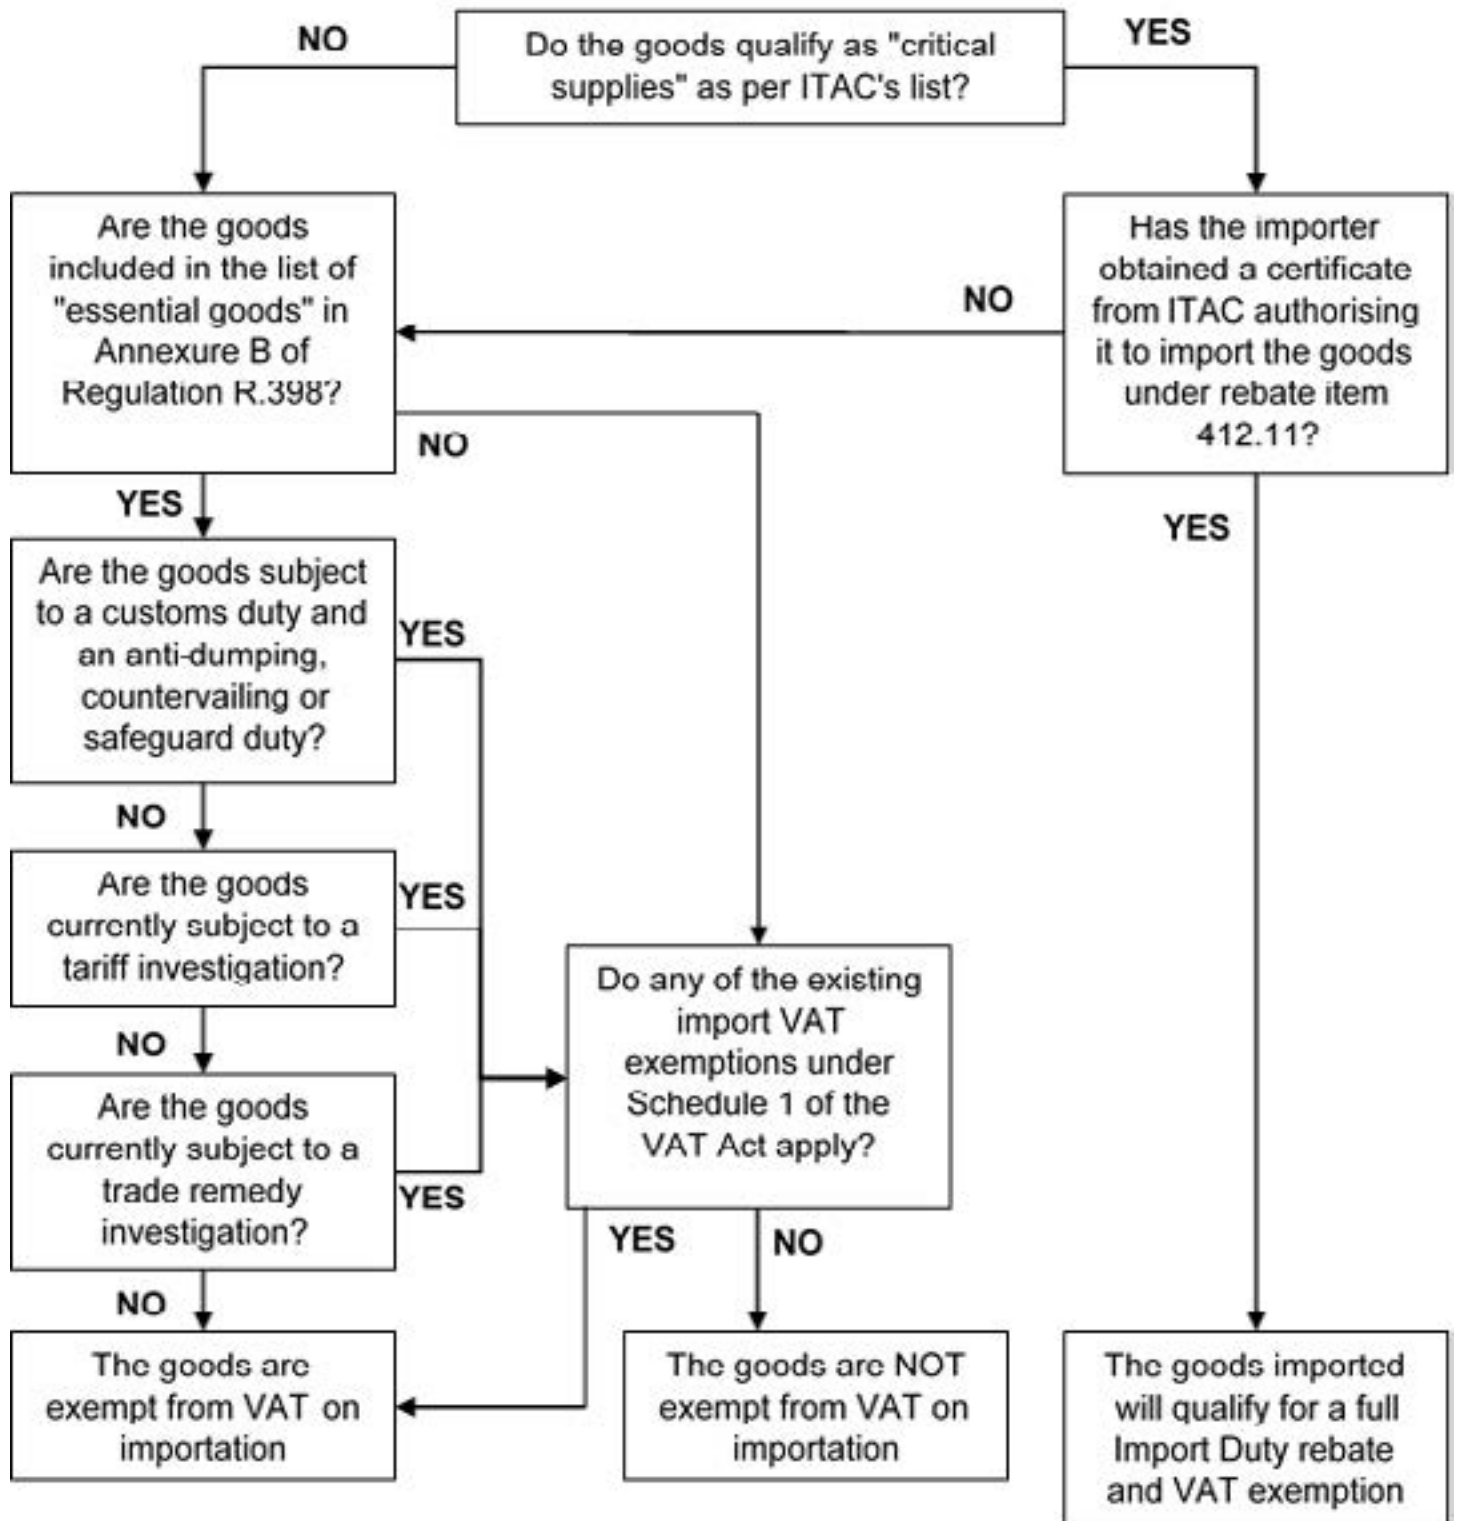 NO
Do the goods qualify as "critical
supplies" as per ITAC's list?
YES
Are the goods
included in the list of
"essential goods" in
Annexure B of
Regulation R.398?
NO
Has the importer
obtained a certificate
from ITAC authorising
it to import the goods
under rebate item
412.11?
NO
YES
YES
Are the goods subject
to a customs duty and
an anti-dumping,
countervailing or
safeguard duty?
YES
NO
Are the goods
currently subject to a
tariff investigation?
YES
NO
Are the goods
currently subject to a
trade remedy
investigation?
YES
Do any of the existing
import VAT
exemptions under
Schedule 1 of the
VAT Act apply?
YES
NO
NO
The goods are
exempt from VAT on
importation
The goods are NOT
exempt from VAT on
importation
The goods imported
will qualify for a full
Import Duty rebate
and VAT exemption